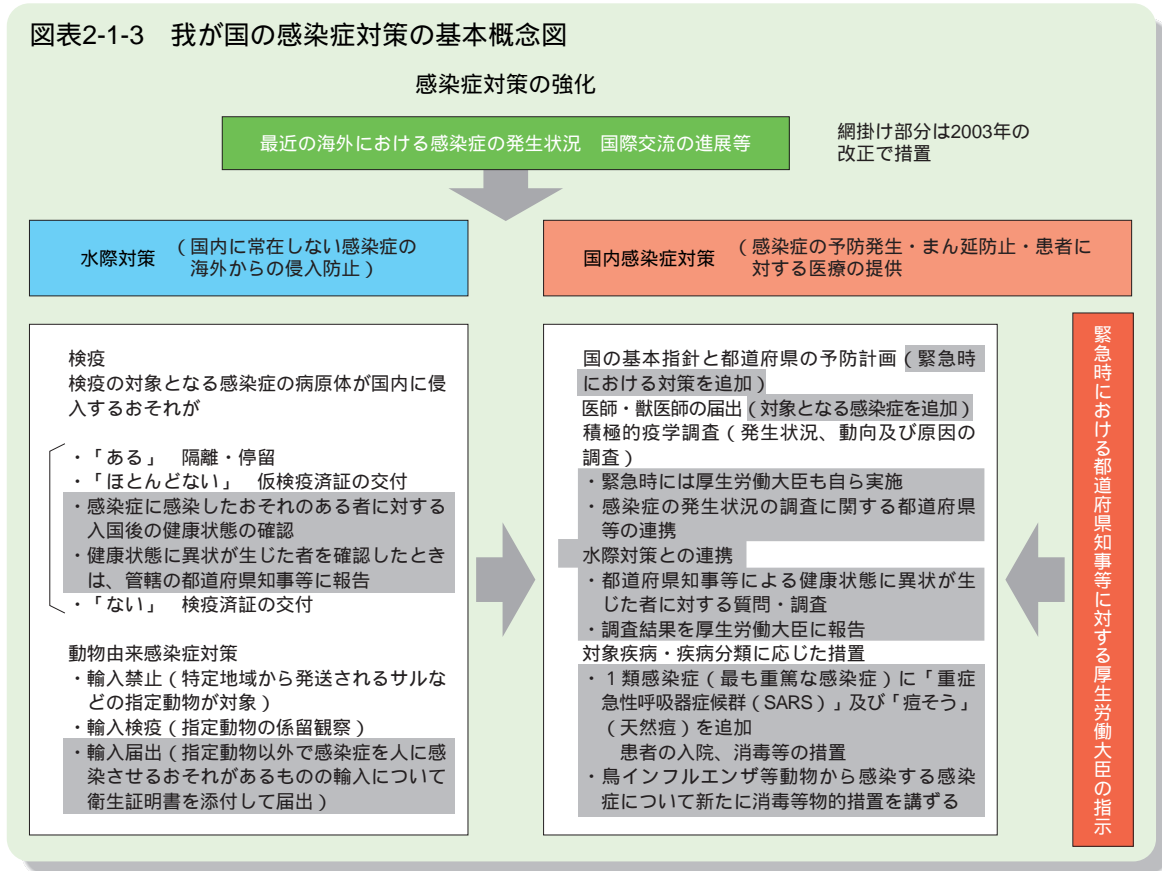 図表2-1-3　我が国の感染症対策の基本概念図
感染症対策の強化
最近の海外における感染症の発生状況　国際交流の進展等
網掛け部分は2003年の
改正で措置
水際対策
（国内に常在しない感染症の
海外からの侵入防止）
国内感染症対策
（感染症の予防発生・まん延防止・患者に
対する医療の提供
検疫
検疫の対象となる感染症の病原体が国内に侵
入するおそれが
・「ある」　隔離・停留
・「ほとんどない」　仮検疫済証の交付
・感染症に感染したおそれのある者に対する
入国後の健康状態の確認
・健康状態に異状が生じた者を確認したとき
は、管轄の都道府県知事等に報告
・「ない」　検疫済証の交付
動物由来感染症対策
・輸入禁止（特定地域から発送されるサルな
どの指定動物が対象）
・輸入検疫（指定動物の係留観察）
・輸入届出（指定動物以外で感染症を人に感
染させるおそれがあるものの輸入について
衛生証明書を添付して届出）
国の基本指針と都道府県の予防計画（緊急時
における対策を追加）
医師・獣医師の届出（対象となる感染症を追加）
積極的疫学調査（発生状況、動向及び原因の
調査）
・緊急時には厚生労働大臣も自ら実施
・感染症の発生状況の調査に関する都道府県
等の連携
水際対策との連携
・都道府県知事等による健康状態に異状が生
じた者に対する質問・調査
・調査結果を厚生労働大臣に報告
対象疾病・疾病分類に応じた措置
・１類感染症（最も重篤な感染症）に「重症
急性呼吸器症候群（SARS）」及び「痘そう」
（天然痘）を追加
患者の入院、消毒等の措置
・鳥インフルエンザ等動物から感染する感染
症について新たに消毒等物的措置を講ずる
緊急時における都道府県知事等に対する厚生労働大臣の指示